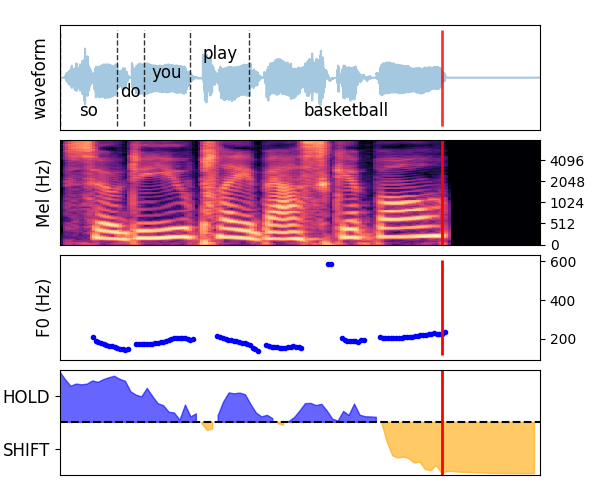 waveform
so
do
you
play
basketball
Mel (Hz)
4096
2048
1024
512
0
F0 (Hz)
600
400
200
HOLD
SHIFT